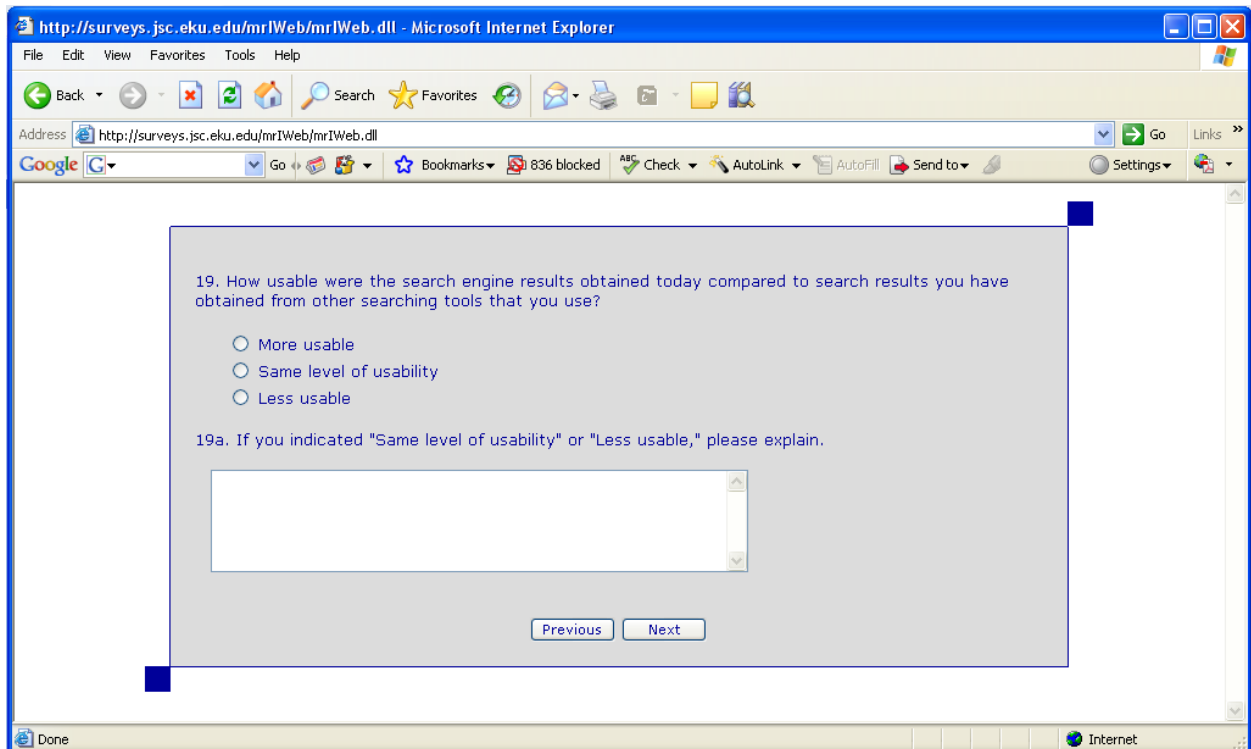 http://surveys.jsc.eku.edu/mrIWeb/mrIWeb.dll - Microsoft Internet Explorer
File Edit View Favorites Tools Help
Back Search Favorites
Address http://surveys.jsc.eku.edu/mrIWeb/mrIWeb.dll Go Links »
Google G Go Bookmarks 836 blocked ABC Check AutoLink AutoFill Send to Settings
19. How usable were the search engine results obtained today compared to search results you have
obtained from other searching tools that you use?
More usable
Same level of usability
Less usable
19a. If you indicated "Same level of usability" or "Less usable," please explain.
Previous Next
Done Internet